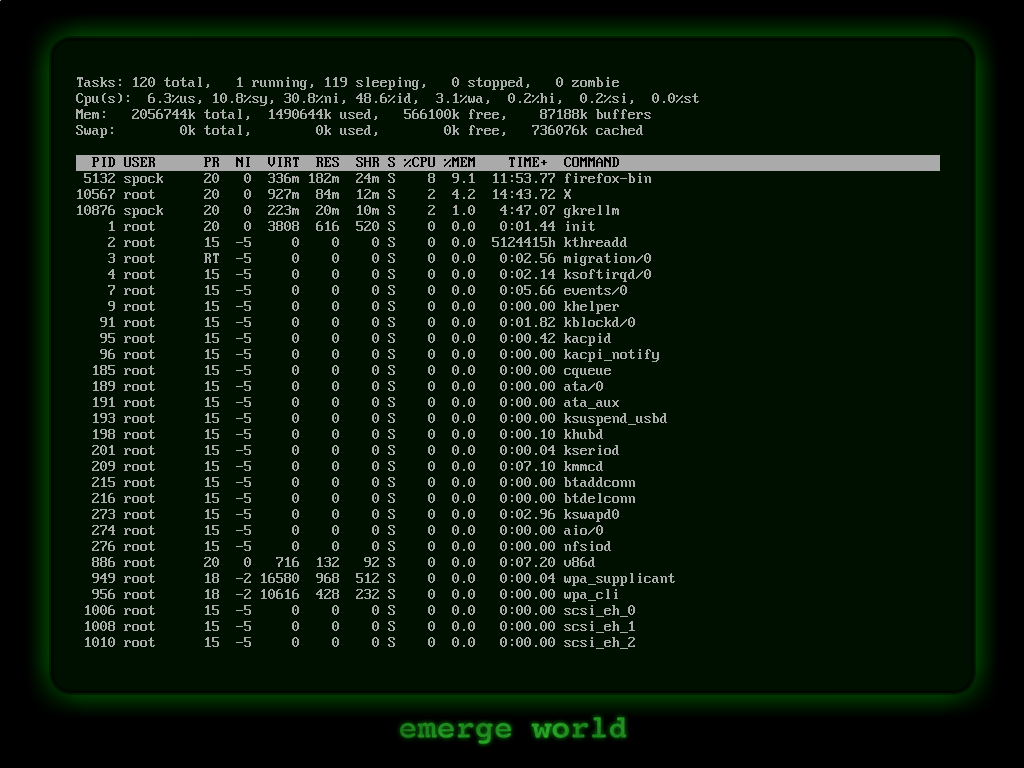 Tasks: 120 total,   1 running, 119 sleeping,   0 stopped,   0 zombie
Cpu(s):  6.3%us, 10.8%sy, 30.8%ni, 48.6%id,  3.1%wa,  0.2%hi,  0.2%si,  0.0%st
Mem:   2056744k total,  1490644k used,   566100k free,    87188k buffers
Swap:        0k total,        0k used,        0k free,   736076k cached
  PID USER      PR  NI  VIRT  RES  SHR S %CPU %MEM    TIME+  COMMAND
 5132 spock     20   0  336m 182m  24m S    8  9.1  11:53.77 firefox-bin
10567 root      20   0  927m  84m  12m S    2  4.2  14:43.72 X
10876 spock     20   0  223m  20m  10m S    2  1.0   4:47.07 gkrellm
    1 root      20   0  3808  616  520 S    0  0.0   0:01.44 init
    2 root      15  -5     0    0    0 S    0  0.0 5124415h kthreadd
    3 root      RT  -5     0    0    0 S    0  0.0   0:02.56 migration/0
    4 root      15  -5     0    0    0 S    0  0.0   0:02.14 ksoftirqd/0
    7 root      15  -5     0    0    0 S    0  0.0   0:05.66 events/0
    9 root      15  -5     0    0    0 S    0  0.0   0:00.00 khelper
   91 root      15  -5     0    0    0 S    0  0.0   0:01.82 kblockd/0
   95 root      15  -5     0    0    0 S    0  0.0   0:00.42 kacpid
   96 root      15  -5     0    0    0 S    0  0.0   0:00.00 kacpi_notify
  185 root      15  -5     0    0    0 S    0  0.0   0:00.00 cqueue
  189 root      15  -5     0    0    0 S    0  0.0   0:00.00 ata/0
  191 root      15  -5     0    0    0 S    0  0.0   0:00.00 ata_aux
  193 root      15  -5     0    0    0 S    0  0.0   0:00.00 ksuspend_usbd
  198 root      15  -5     0    0    0 S    0  0.0   0:00.10 khubd
  201 root      15  -5     0    0    0 S    0  0.0   0:00.04 kseriod
  209 root      15  -5     0    0    0 S    0  0.0   0:07.10 kmmcd
  215 root      15  -5     0    0    0 S    0  0.0   0:00.00 btaddconn
  216 root      15  -5     0    0    0 S    0  0.0   0:00.00 btdelconn
  273 root      15  -5     0    0    0 S    0  0.0   0:02.96 kswapd0
  274 root      15  -5     0    0    0 S    0  0.0   0:00.00 aio/0
  276 root      15  -5     0    0    0 S    0  0.0   0:00.00 nfsiod
  886 root      20   0   716  132   92 S    0  0.0   0:07.20 v86d
  949 root      18  -2 16580  968  512 S    0  0.0   0:00.04 wpa_supplicant
  956 root      18  -2 10616  428  232 S    0  0.0   0:00.00 wpa_cli
 1006 root      15  -5     0    0    0 S    0  0.0   0:00.00 scsi_eh_0
 1008 root      15  -5     0    0    0 S    0  0.0   0:00.00 scsi_eh_1
 1010 root      15  -5     0    0    0 S    0  0.0   0:00.00 scsi_eh_2
emerge world